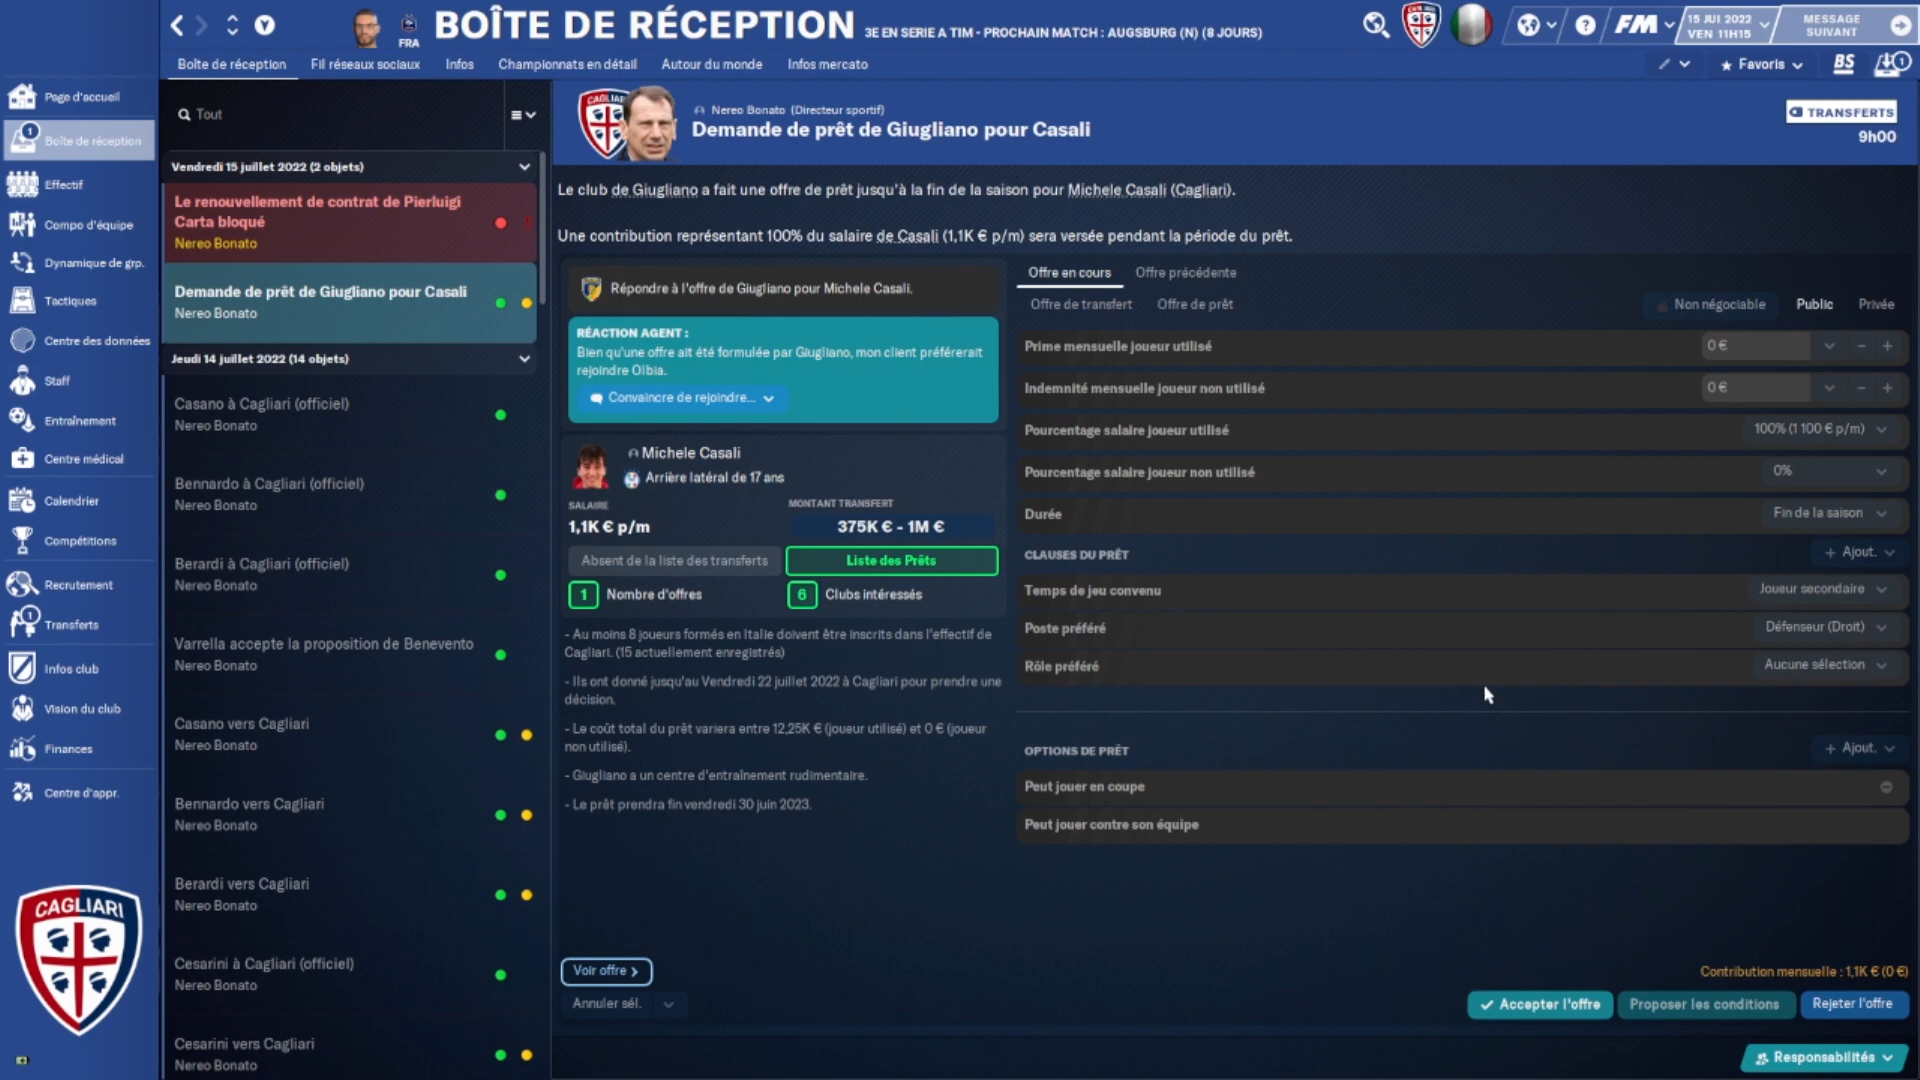 BOÎTE DE RÉCEPTION
FRA
3E EN SERIE A TIM - PROCHAIN MATCH : AUGSBURG (N) (8 JOURS)
FM
15 JUI 2022
VEN 11H15
MESSAGE SUIVANT
Boîte de réception
Fil réseaux sociaux
Infos
Championnats en détail
Autour du monde
Infos mercato
Favoris
BS
1
Page d'accueil
1
Boîte de réception
Effectif
Compo d'équipe
Dynamique de grp.
Tactiques
Centre des données
Staff
Entraînement
Centre médical
Calendrier
Compétitions
Recrutement
1
Transferts
Infos club
Vision du club
Finances
Centre d'appr.
CAGLIARI
Tout
Vendredi 15 juillet 2022 (2 objets)
Le renouvellement de contrat de Pierluigi
Carta bloqué
Nereo Bonato
Demande de prêt de Giugliano pour Casali
Nereo Bonato
Jeudi 14 juillet 2022 (14 objets)
Casano à Cagliari (officiel)
Nereo Bonato
Bennardo à Cagliari (officiel)
Nereo Bonato
Berardi à Cagliari (officiel)
Nereo Bonato
Varrella accepte la proposition de Benevento
Nereo Bonato
Casano vers Cagliari
Nereo Bonato
Bennardo vers Cagliari
Nereo Bonato
Berardi vers Cagliari
Nereo Bonato
Cesarini à Cagliari (officiel)
Nereo Bonato
Cesarini vers Cagliari
Nereo Bonato
CAGLIARI
Nereo Bonato (Directeur sportif)
Demande de prêt de Giugliano pour Casali
TRANSFERTS
9h00
Le club de Giugliano a fait une offre de prêt jusqu'à la fin de la saison pour Michele Casali (Cagliari).
Une contribution représentant 100% du salaire de Casali (1,1K € p/m) sera versée pendant la période du prêt.
Répondre à l'offre de Giugliano pour Michele Casali.
RÉACTION AGENT :
Bien qu'une offre ait été formulée par Giugliano, mon client préférerait
rejoindre Olbia.
Convaincre de rejoindre...
Michele Casali
Arrière latéral de 17 ans
SALAIRE
MONTANT TRANSFERT
1,1K € p/m
375K € - 1M €
Absent de la liste des transferts
Liste des Prêts
1 Nombre d'offres
6 Clubs intéressés
- Au moins 8 joueurs formés en Italie doivent être inscrits dans l'effectif de
Cagliari. (15 actuellement enregistrés)
- Ils ont donné jusqu'au Vendredi 22 juillet 2022 à Cagliari pour prendre une
décision.
- Le coût total du prêt variera entre 12,25K € (joueur utilisé) et 0 € (joueur
non utilisé).
- Giugliano a un centre d'entraînement rudimentaire.
- Le prêt prendra fin vendredi 30 juin 2023.
Voir offre
Annuler sél.
Offre en cours
Offre précédente
Offre de transfert
Offre de prêt
Non négociable
Public
Privée
Prime mensuelle joueur utilisé
0 €
Indemnité mensuelle joueur non utilisé
0 €
Pourcentage salaire joueur utilisé
100% (1 100 € p/m)
Pourcentage salaire joueur non utilisé
0%
Durée
Fin de la saison
CLAUSES DU PRÊT
+ Ajout.
Temps de jeu convenu
Joueur secondaire
Poste préféré
Défenseur (Droit)
Rôle préféré
Aucune sélection
OPTIONS DE PRÊT
+ Ajout.
Peut jouer en coupe
Peut jouer contre son équipe
Contribution mensuelle : 1,1K € (0 €)
Accepter l'offre
Proposer les conditions
Rejeter l'offre
Responsabilités